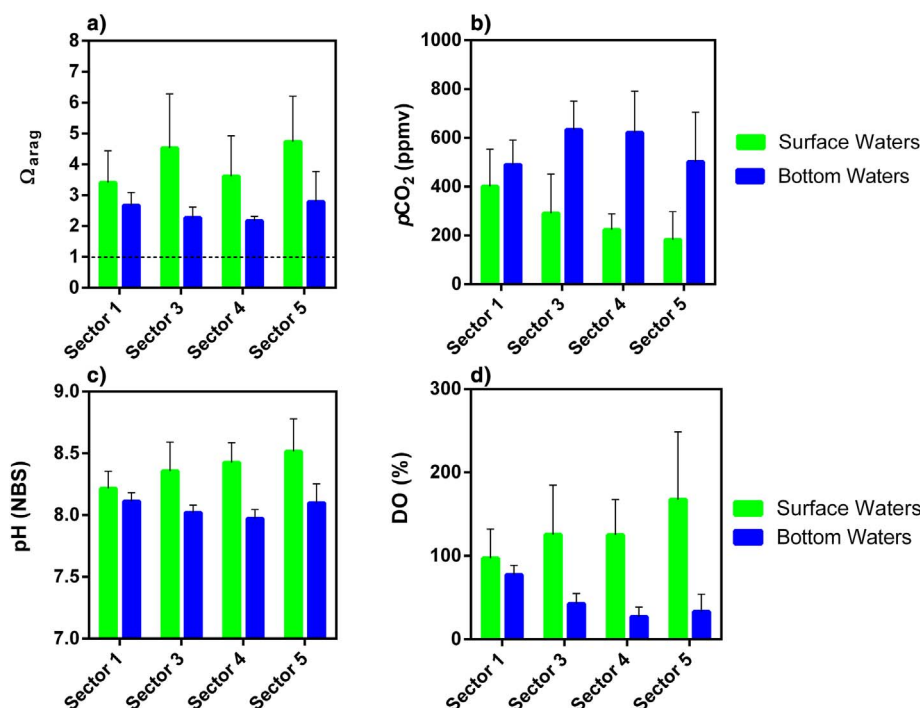 a)
8
7
6
5
4
3
2
1
0
Ωarag
Sector 1
Sector 3
Sector 4
Sector 5
b)
1000
800
600
400
200
0
pCO₂ (ppmv)
Sector 1
Sector 3
Sector 4
Sector 5
Surface Waters
Bottom Waters
c)
9.0
8.5
8.0
7.5
7.0
pH (NBS)
Sector 1
Sector 3
Sector 4
Sector 5
d)
300
200
100
0
DO (%)
Sector 1
Sector 3
Sector 4
Sector 5
Surface Waters
Bottom Waters